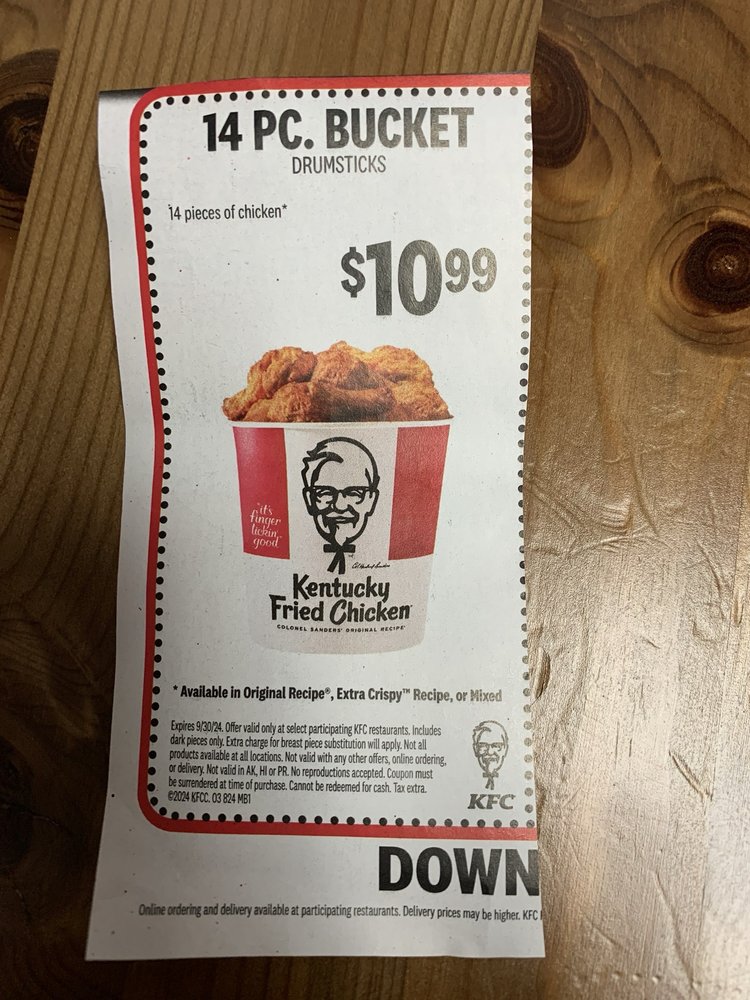 14 PC. BUCKET
DRUMSTICKS
14 pieces of chicken*
$10⁹⁹
"it's
finger
lickin'
good"
Kentucky
Fried Chicken
COLONEL SANDERS' ORIGINAL RECIPE®
* Available in Original Recipe®, Extra Crispy™ Recipe, or Mixed
Expires 9/30/24. Offer valid only at select participating KFC restaurants. Includes
dark pieces only. Extra charge for breast piece substitution will apply. Not all
products available at all locations. Not valid with any other offers, online ordering,
or delivery. Not valid in AK, HI or PR. No reproductions accepted. Coupon must
be surrendered at time of purchase. Cannot be redeemed for cash. Tax extra.
©2024 KFCC. 03 824 MB1
KFC
DOWN
Online ordering and delivery available at participating restaurants. Delivery prices may be higher. KFC